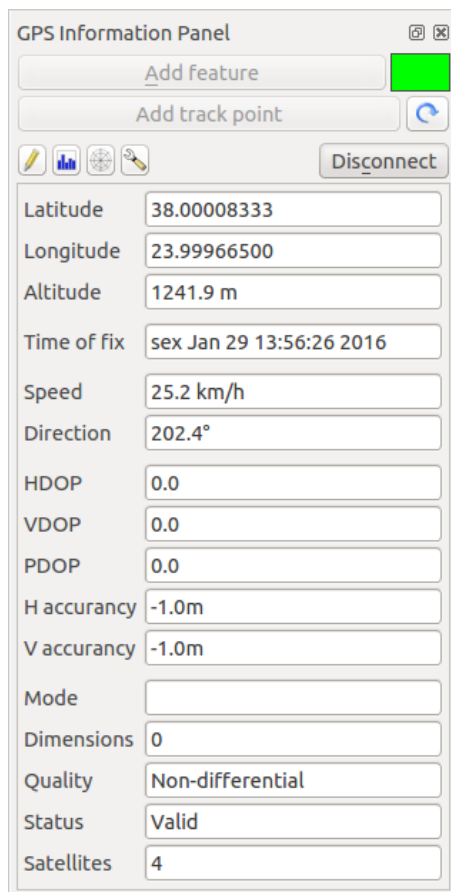 GPS Information Panel
Add feature
Add track point
Disconnect
Latitude 38.00008333
Longitude 23.99966500
Altitude 1241.9 m
Time of fix sex Jan 29 13:56:26 2016
Speed 25.2 km/h
Direction 202.4°
HDOP 0.0
VDOP 0.0
PDOP 0.0
H accurancy -1.0m
V accurancy -1.0m
Mode
Dimensions 0
Quality Non-differential
Status Valid
Satellites 4